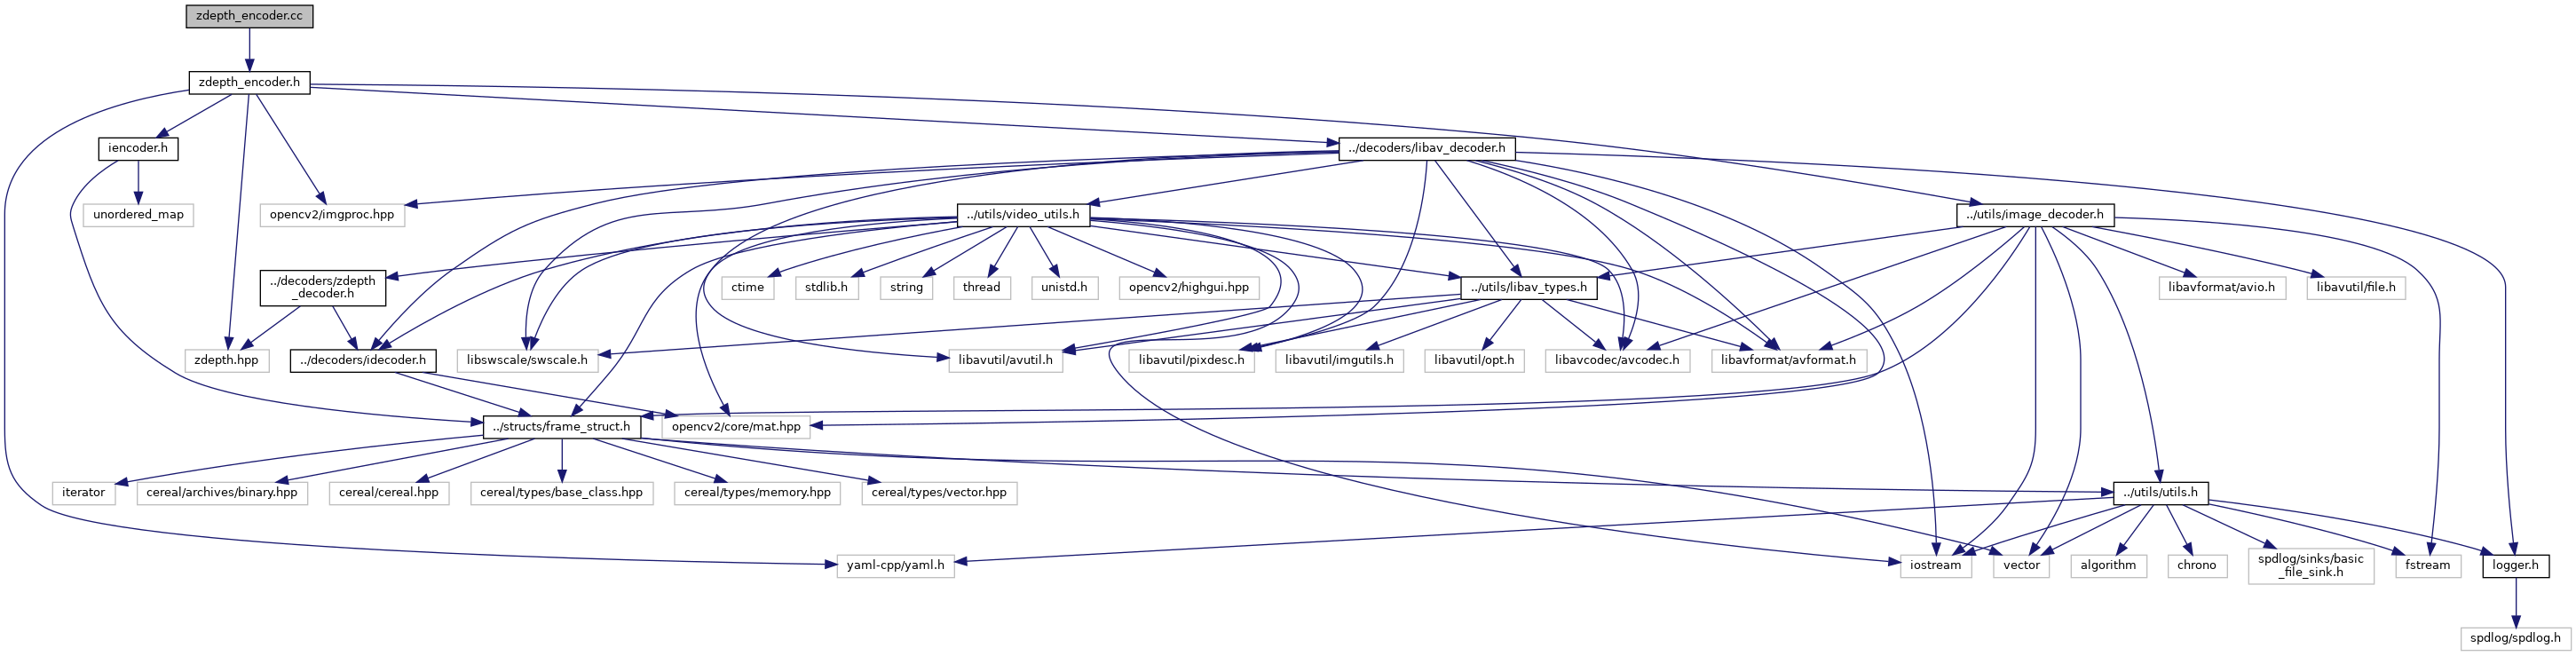 zdepth_encoder.cc
zdepth_encoder.h
iencoder.h
../decoders/libav_decoder.h
unordered_map
opencv2/imgproc.hpp
../utils/video_utils.h
../utils/image_decoder.h
../decoders/zdepth
_decoder.h
ctime
stdlib.h
string
thread
unistd.h
opencv2/highgui.hpp
../utils/libav_types.h
libavformat/avio.h
libavutil/file.h
zdepth.hpp
../decoders/idecoder.h
libswscale/swscale.h
libavutil/avutil.h
libavutil/pixdesc.h
libavutil/imgutils.h
libavutil/opt.h
libavcodec/avcodec.h
libavformat/avformat.h
../structs/frame_struct.h
opencv2/core/mat.hpp
iterator
cereal/archives/binary.hpp
cereal/cereal.hpp
cereal/types/base_class.hpp
cereal/types/memory.hpp
cereal/types/vector.hpp
../utils/utils.h
yaml-cpp/yaml.h
iostream
vector
algorithm
chrono
spdlog/sinks/basic
_file_sink.h
fstream
logger.h
spdlog/spdlog.h